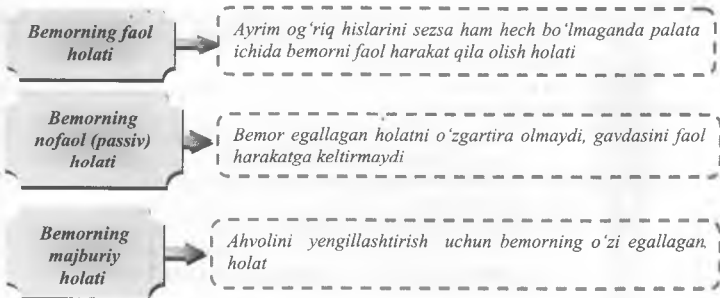 Bemorning faol
holati
Ayrim og‘riq hislarini sezsa ham hech bo‘lmaganda palata
ichida bemorni faol harakat qila olish holati
Bemorning
nofaol (passiv)
holati
Bemor egallagan holatni o‘zgartira olmaydi, gavdasini faol
harakatga keltirmaydi
Bemorning
majburiy
holati
Ahvolini yengillashtirish uchun bemorning o‘zi egallagan
holat